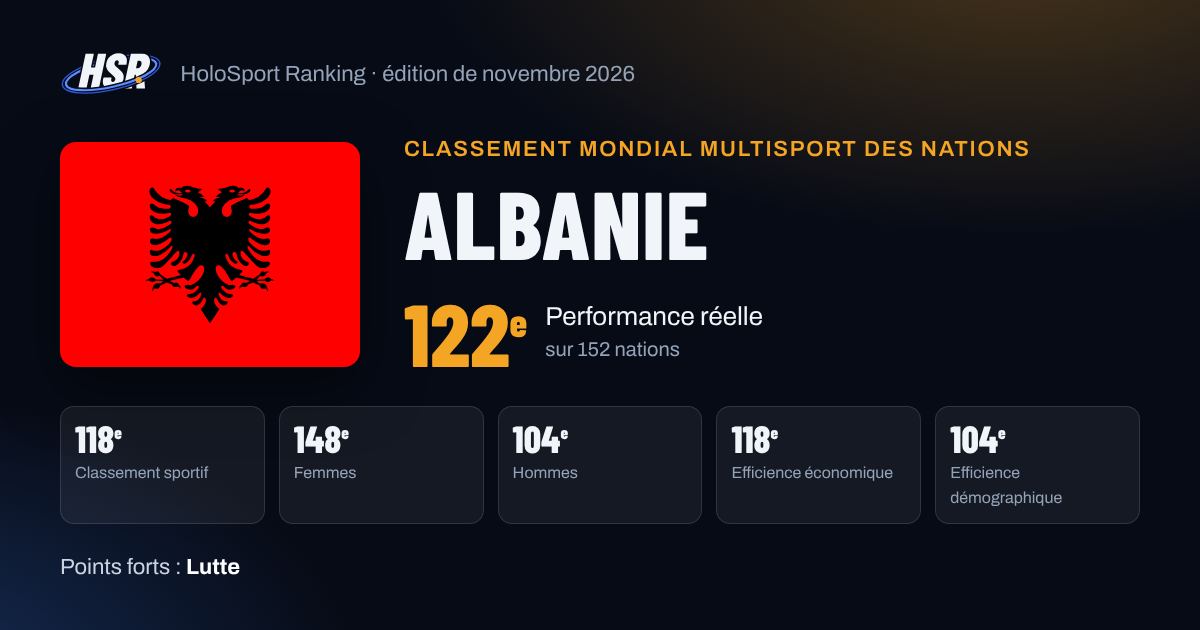 HSR
HoloSport Ranking · édition de novembre 2026
CLASSEMENT MONDIAL MULTISPORT DES NATIONS
ALBANIE
122e
Performance réelle
sur 152 nations
118e
Classement sportif
148e
Femmes
104e
Hommes
118e
Efficience économique
104e
Efficience
démographique
Points forts : Lutte